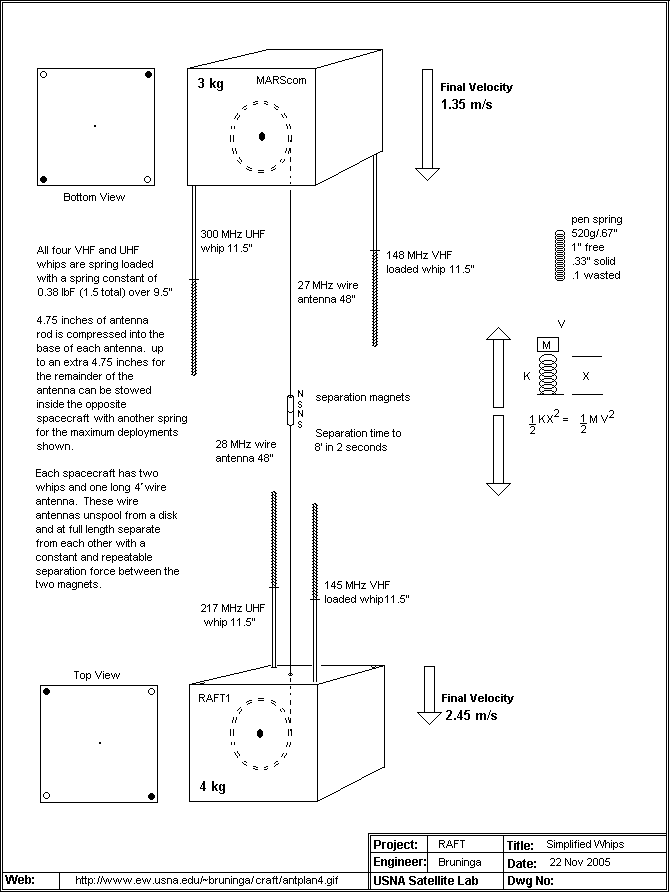 3 kg
MARScom
Final Velocity
1.35 m/s
Bottom View
300 MHz UHF
whip 11.5"
148 MHz VHF
loaded whip 11.5"
27 MHz wire
antenna 48"
pen spring
520g/.67"
1" free
.33" solid
.1 wasted
All four VHF and UHF
whips are spring loaded
with a spring constant of
0.38 lbF (1.5 total) over 9.5"
4.75 inches of antenna
rod is compressed into the
base of each antenna. up
to an extra 4.75 inches for
the remainder of the
antenna can be stowed
inside the opposite
spacecraft with another spring
for the maximum deployments
shown.
Each spacecraft has two
whips and one long 4' wire
antenna. These wire
antennas unspool from a disk
and at full length separate
from each other with a
constant and repeatable
separation force between the
two magnets.
V
M
K
X
1/2 KX2 = 1/2 M V2
N
S
N
S
separation magnets
Separation time to
8' in 2 seconds
28 MHz wire
antenna 48"
217 MHz UHF
whip 11.5"
145 MHz VHF
loaded whip11.5"
Top View
RAFT1
4 kg
Final Velocity
2.45 m/s
Project: RAFT
Title: Simplified Whips
Engineer: Bruninga
Date: 22 Nov 2005
Web: http://www.ew.usna.edu/~bruninga/craft/antplan4.gif
USNA Satellite Lab
Dwg No: